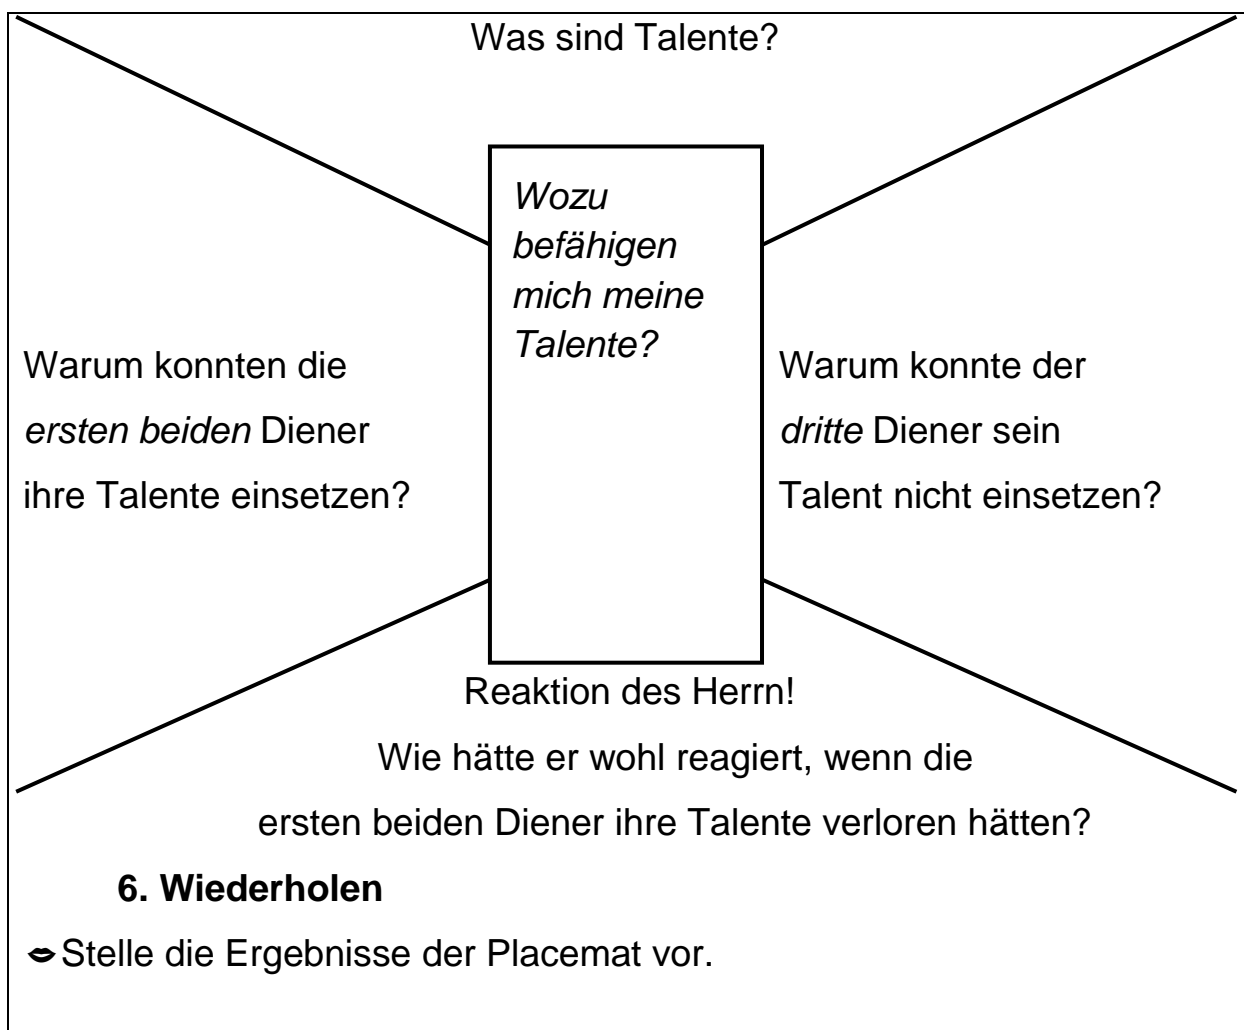 Was sind Talente?
Wozu
befähigen
mich meine
Talente?
Warum konnten die
ersten beiden Diener
ihre Talente einsetzen?
Warum konnte der
dritte Diener sein
Talent nicht einsetzen?
Reaktion des Herrn!
Wie hätte er wohl reagiert, wenn die
ersten beiden Diener ihre Talente verloren hätten?
6. Wiederholen
Stelle die Ergebnisse der Placemat vor.